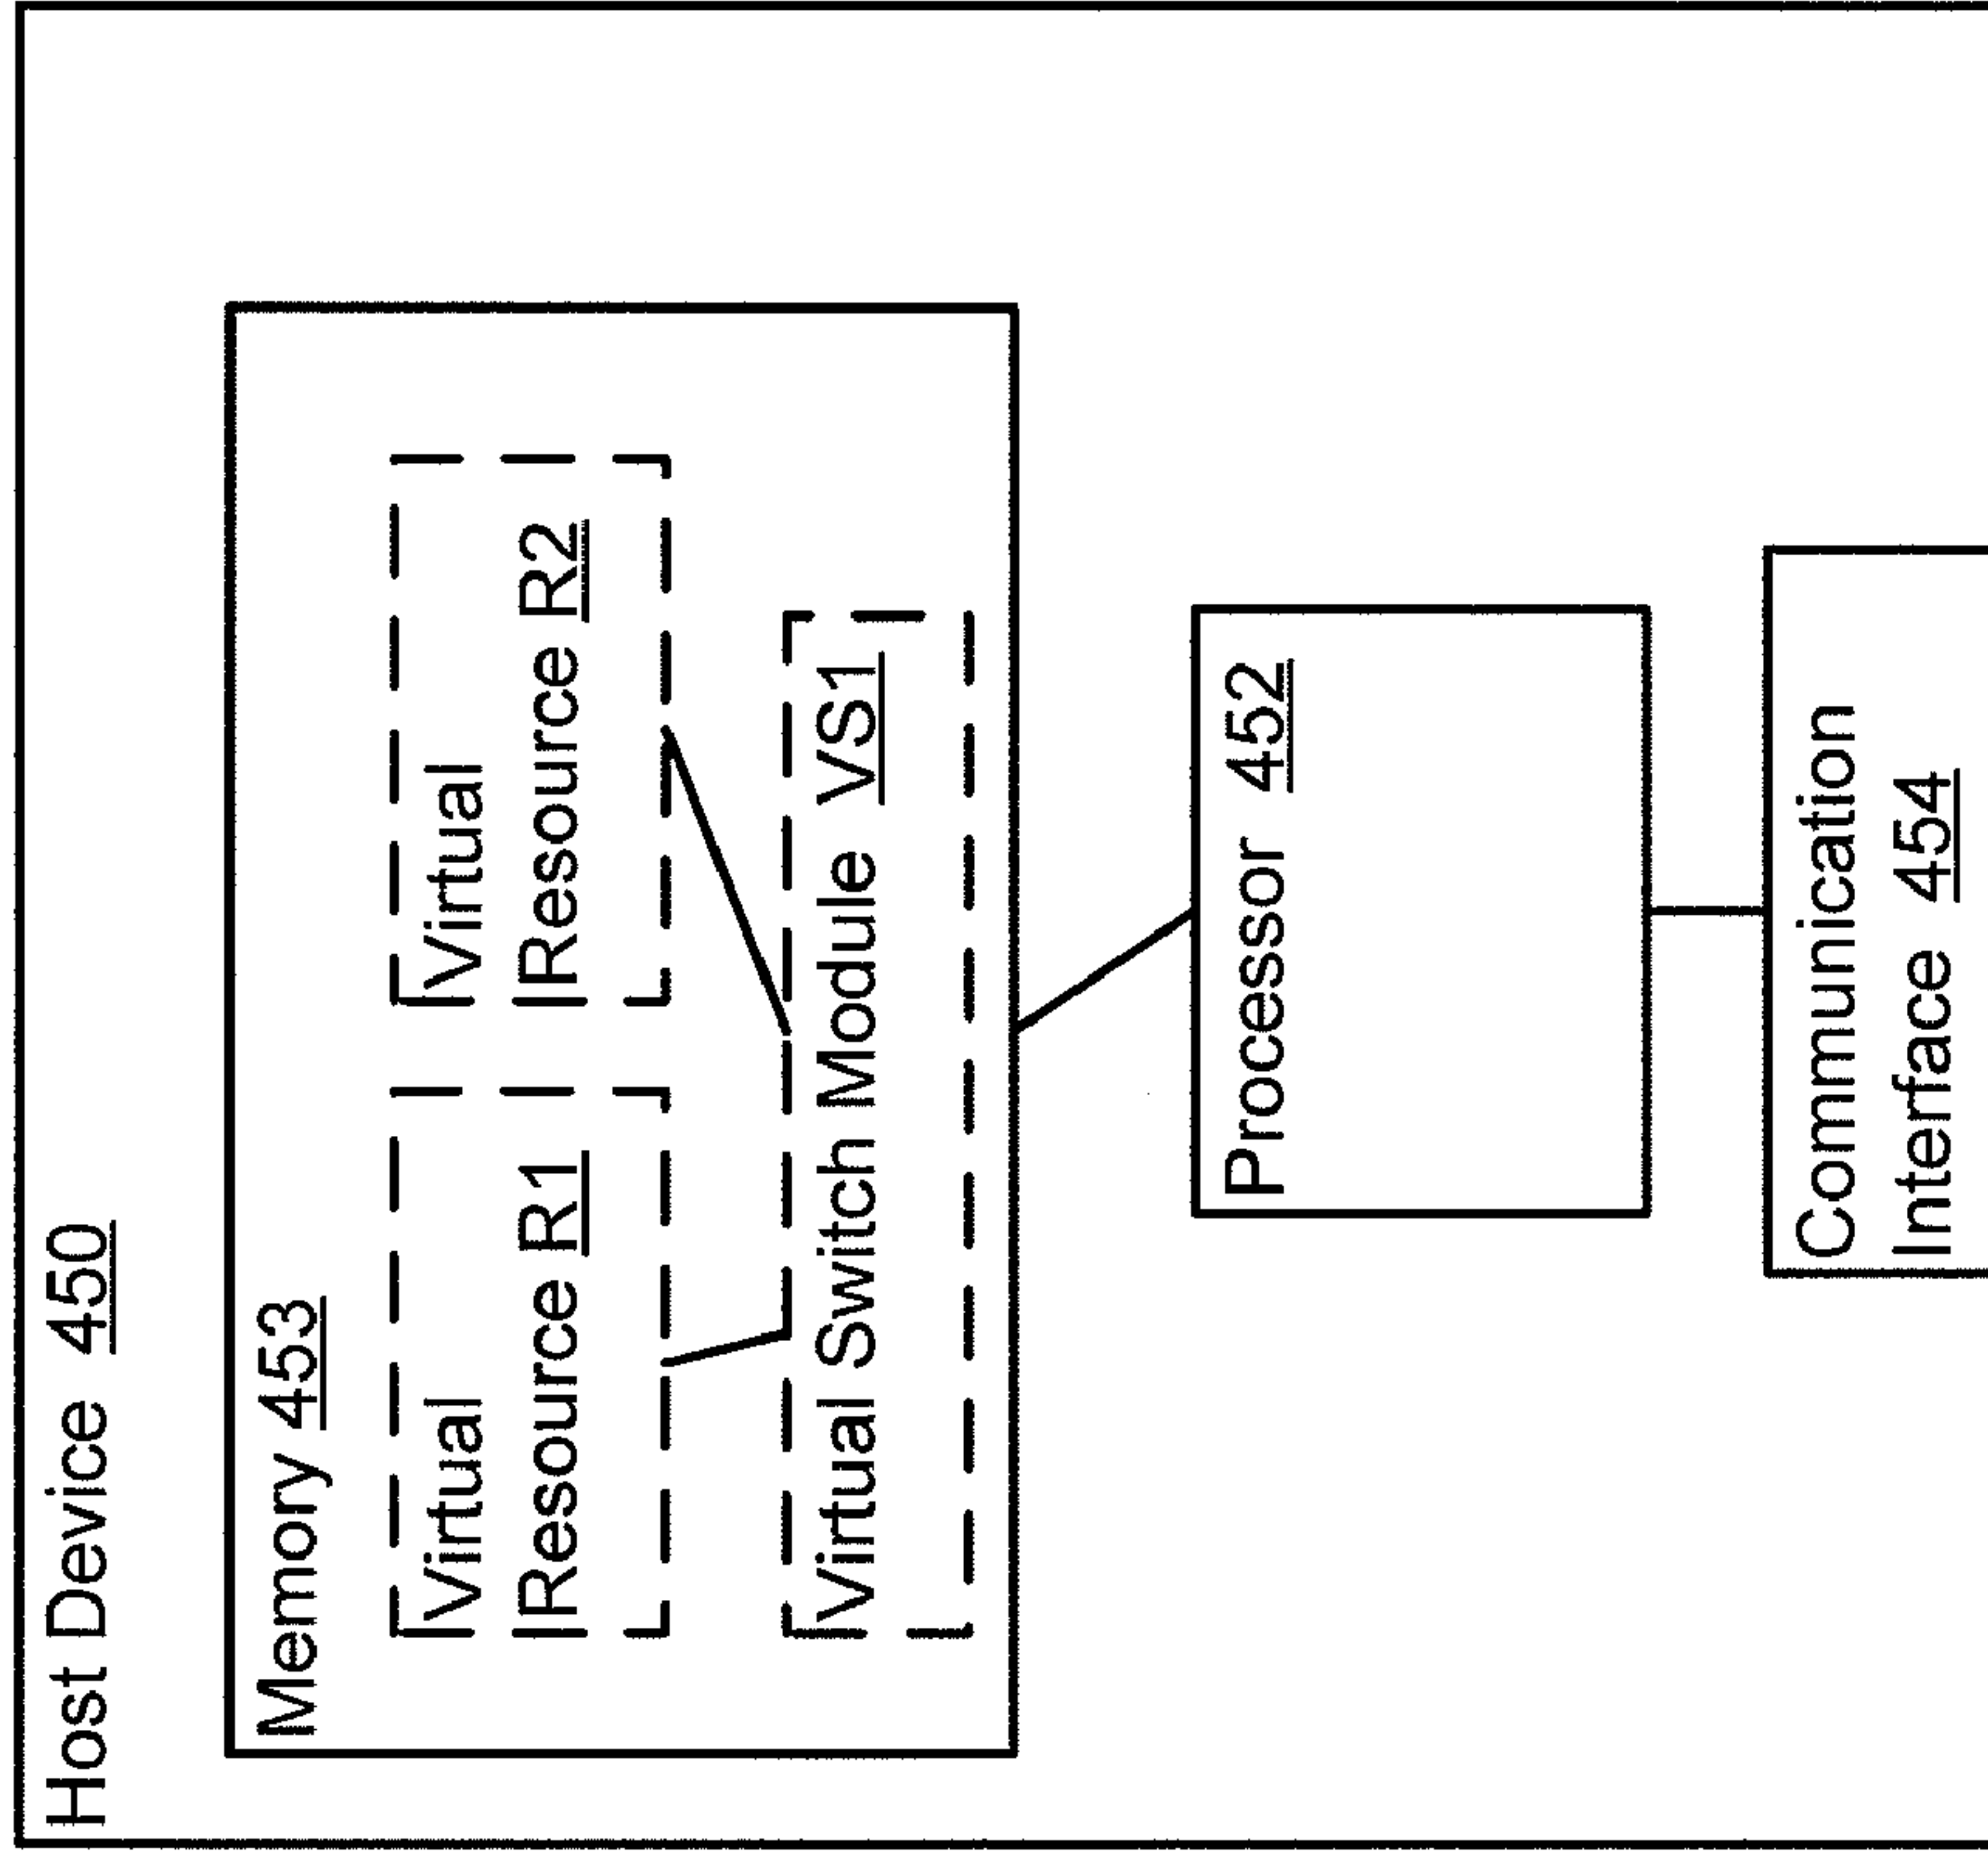 Host Device 450
Memory 453
Virtual
Resource R1
Virtual
Resource R2
Virtual Switch Module VS1
Processor 452
Communication
Interface 454